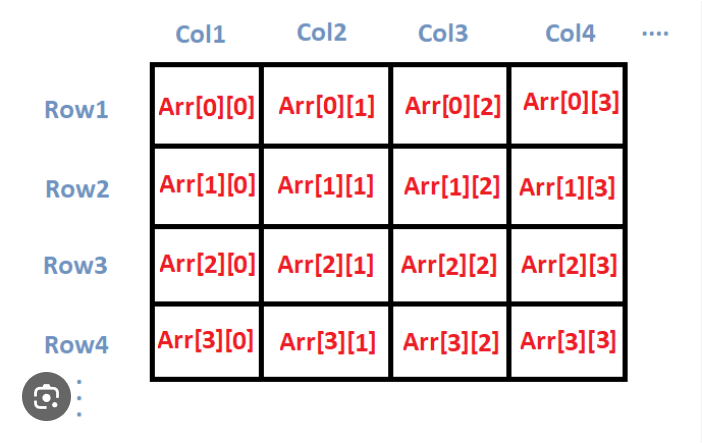 Col1 Col2 Col3 Col4 ....
Row1 Arr[0][0] Arr[0][1] Arr[0][2] Arr[0][3]
Row2 Arr[1][0] Arr[1][1] Arr[1][2] Arr[1][3]
Row3 Arr[2][0] Arr[2][1] Arr[2][2] Arr[2][3]
Row4 Arr[3][0] Arr[3][1] Arr[3][2] Arr[3][3]